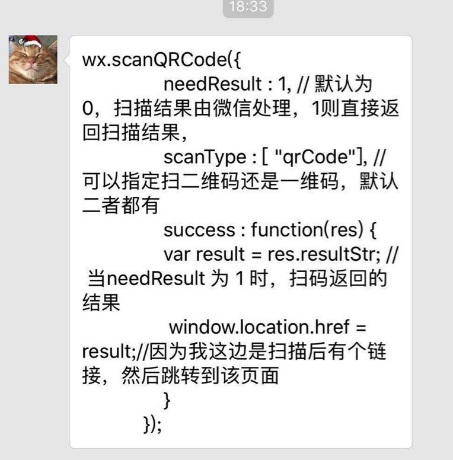 18:33
wx.scanQRCode({
needResult : 1, // 默认为
0，扫描结果由微信处理，1则直接返
回扫描结果，
scanType : [ "qrCode"], //
可以指定扫二维码还是一维码，默认
二者都有
success : function(res) {
var result = res.resultStr; //
当needResult 为 1 时，扫码返回的
结果
window.location.href =
result;//因为我这边是扫描后有个链
接，然后跳转到该页面
}
});